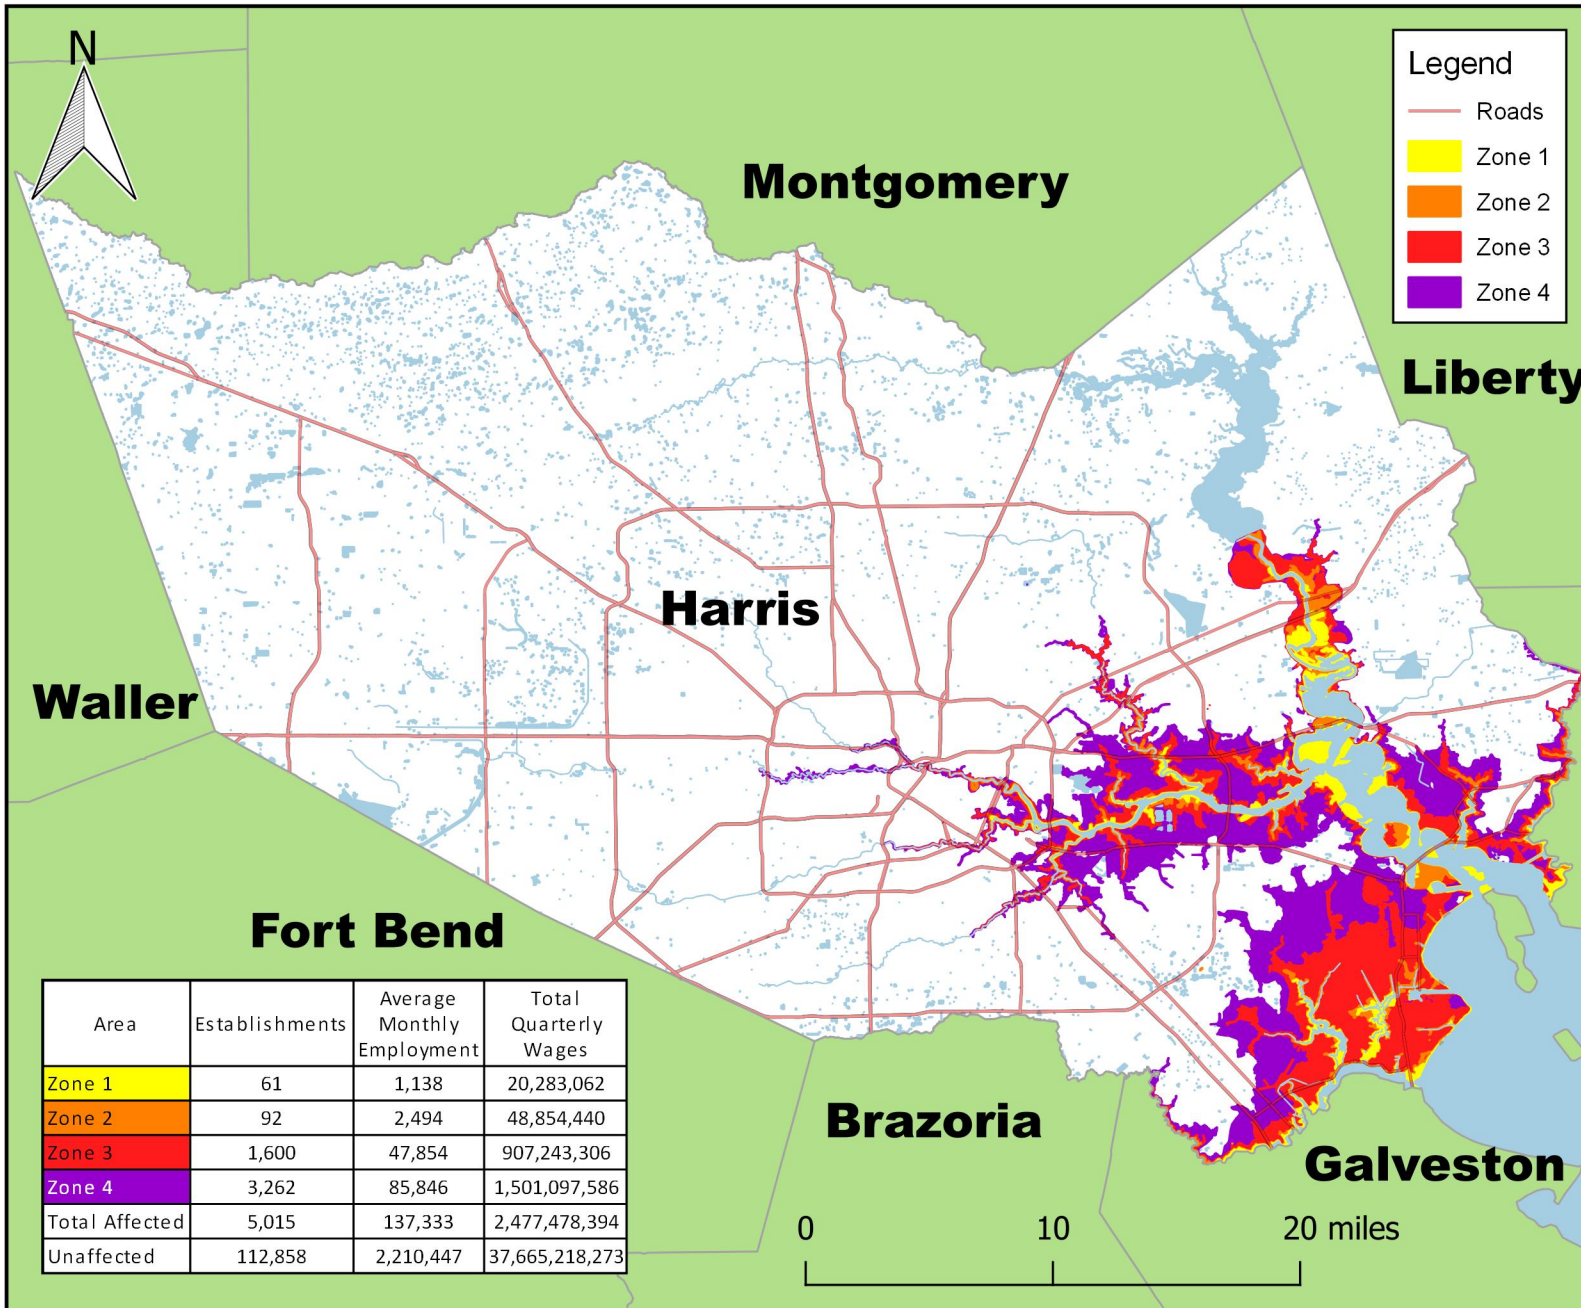 N
Legend
Roads
Zone 1
Zone 2
Zone 3
Zone 4
Montgomery
Liberty
Harris
Waller
Fort Bend
Brazoria
Galveston
Area Establishments Average Monthly Employment Total Quarterly Wages
Zone 1 61 1,138 20,283,062
Zone 2 92 2,494 48,854,440
Zone 3 1,600 47,854 907,243,306
Zone 4 3,262 85,846 1,501,097,586
Total Affected 5,015 137,333 2,477,478,394
Unaffected 112,858 2,210,447 37,665,218,273
0 10 20 miles